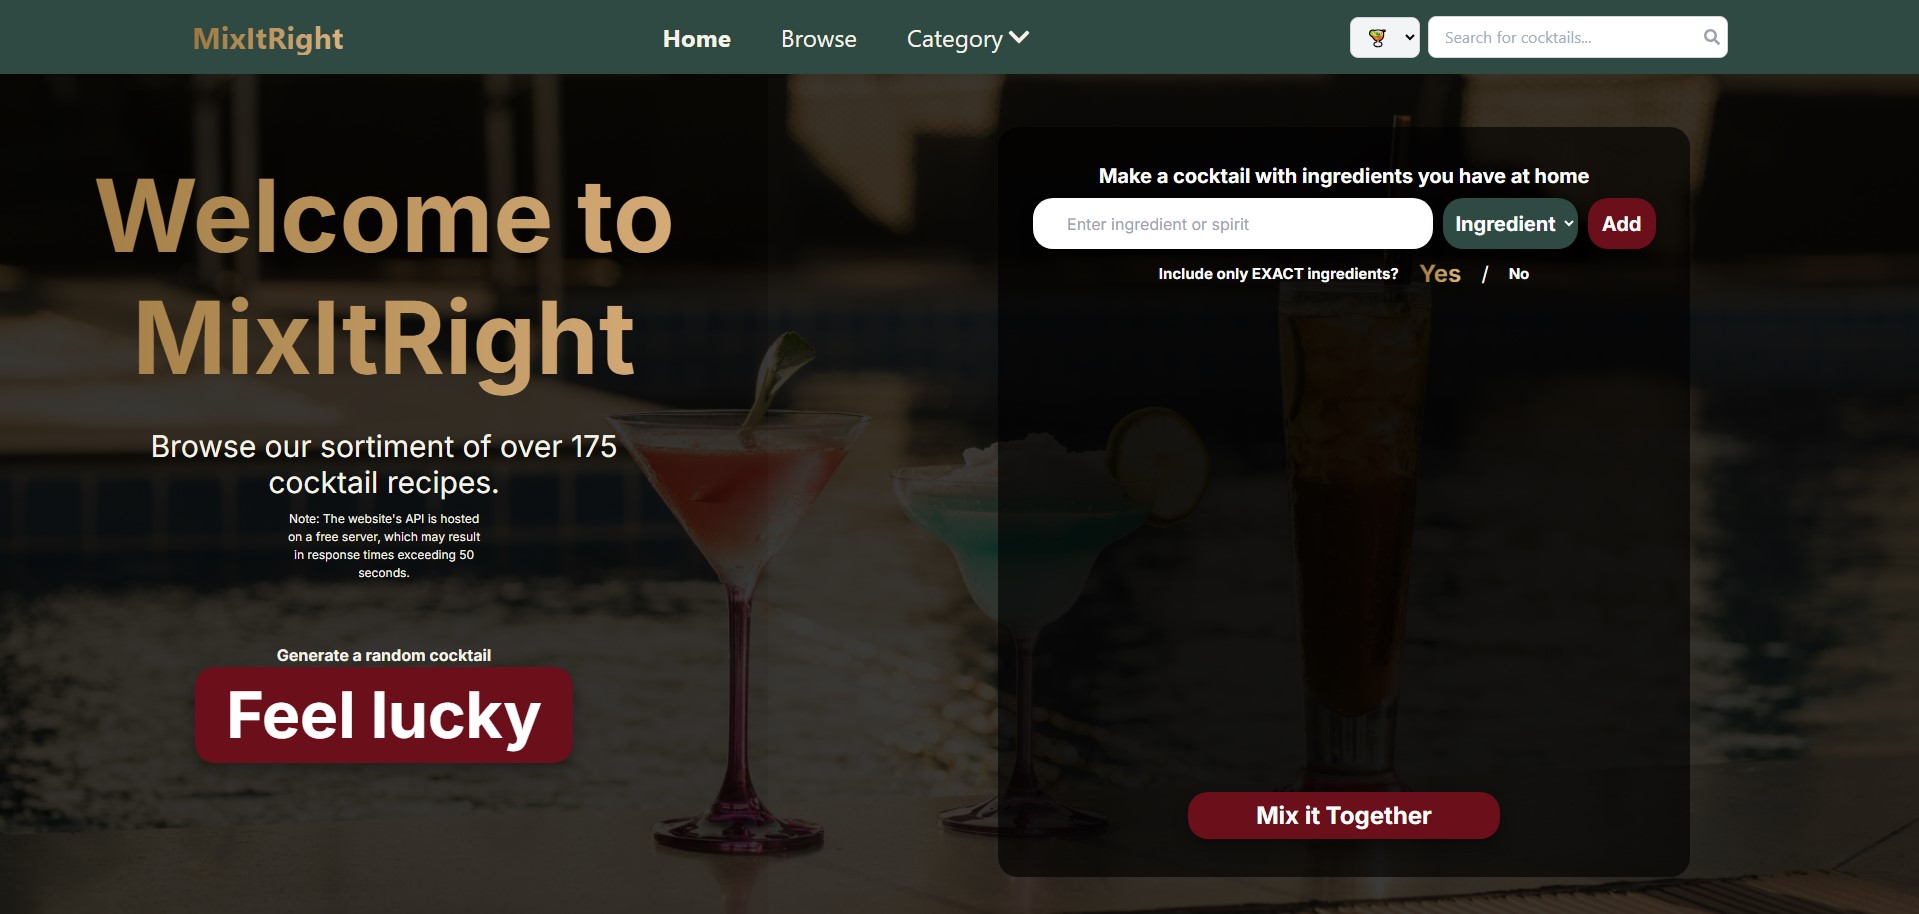 MixItRight
Home
Browse
Category
Search for cocktails...
Welcome to
MixItRight
Browse our sortiment of over 175
cocktail recipes.
Note: The website's API is hosted
on a free server, which may result
in response times exceeding 50
seconds.
Generate a random cocktail
Feel lucky
Make a cocktail with ingredients you have at home
Enter ingredient or spirit
Ingredient
Add
Include only EXACT ingredients? Yes / No
Mix it Together